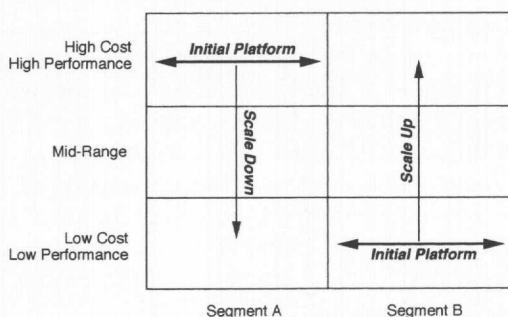 High Cost
High Performance
Initial Platform
Scale Down
Scale Up
Mid-Range
Low Cost
Low Performance
Initial Platform
Segment A
Segment B